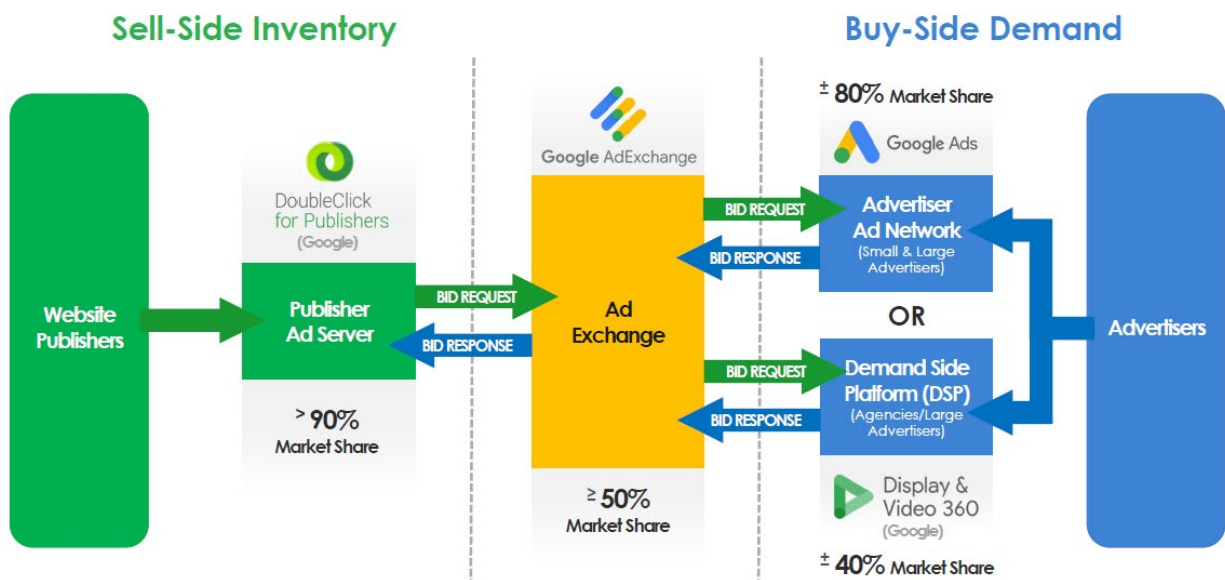 Sell-Side Inventory
Buy-Side Demand
Website
Publishers
DoubleClick
for Publishers
(Google)
Publisher
Ad Server
> 90%
Market Share
BID REQUEST
BID RESPONSE
Google AdExchange
Ad
Exchange
≥ 50%
Market Share
BID REQUEST
BID RESPONSE
BID REQUEST
BID RESPONSE
± 80% Market Share
Google Ads
Advertiser
Ad Network
(Small & Large
Advertisers)
OR
Demand Side
Platform (DSP)
(Agencies/Large
Advertisers)
Display &
Video 360
(Google)
± 40% Market Share
Advertisers